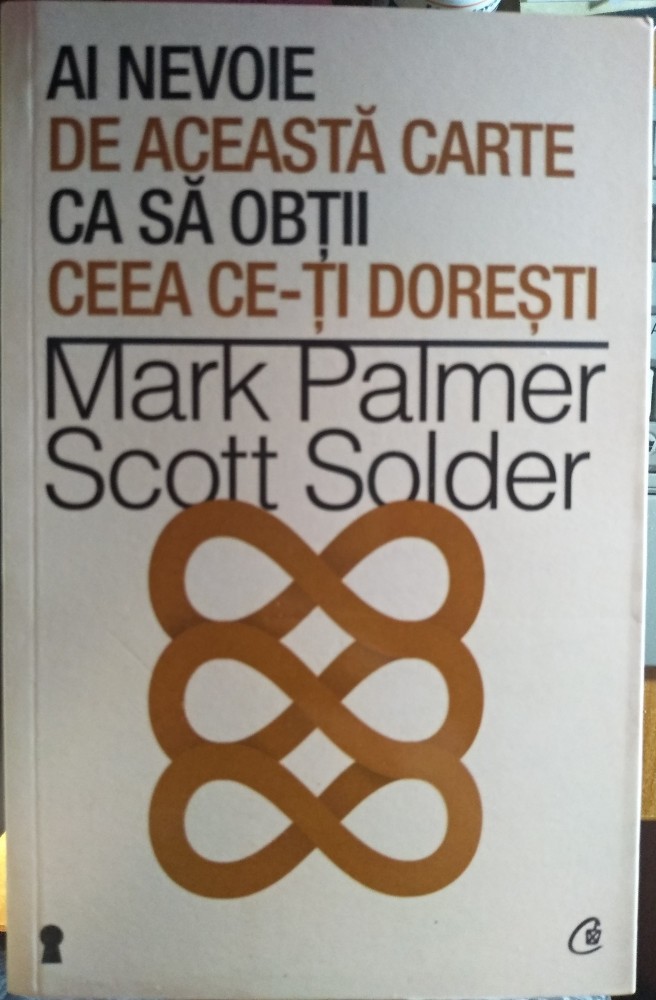 AI NEVOIE
DE ACEASTĂ CARTE
CA SĂ OBȚII
CEEA CE-ȚI DOREȘTI
Mark Palmer
Scott Solder